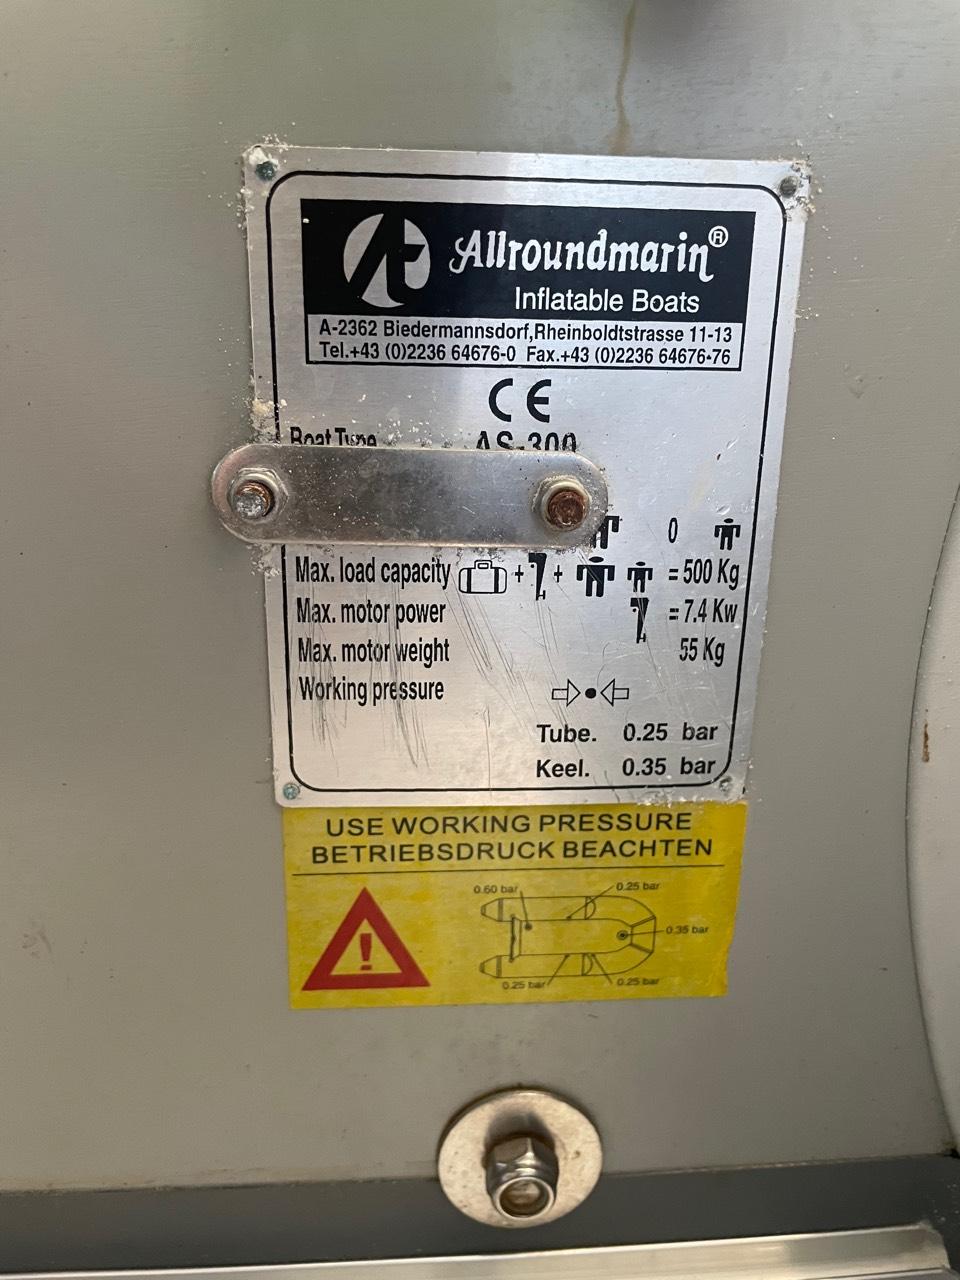 Allroundmarin®
Inflatable Boats
A-2362 Biedermannsdorf,Rheinboldtstrasse 11-13
Tel.+43 (0)2236 64676-0 Fax.+43 (0)2236 64676-76
CE
Boat Type AS-300
0
Max. load capacity + + = 500 Kg
Max. motor power = 7.4 Kw
Max. motor weight 55 Kg
Working pressure
Tube. 0.25 bar
Keel. 0.35 bar
USE WORKING PRESSURE
BETRIEBSDRUCK BEACHTEN
0.60 bar 0.25 bar
!
0.35 bar
0.25 bar 0.25 bar